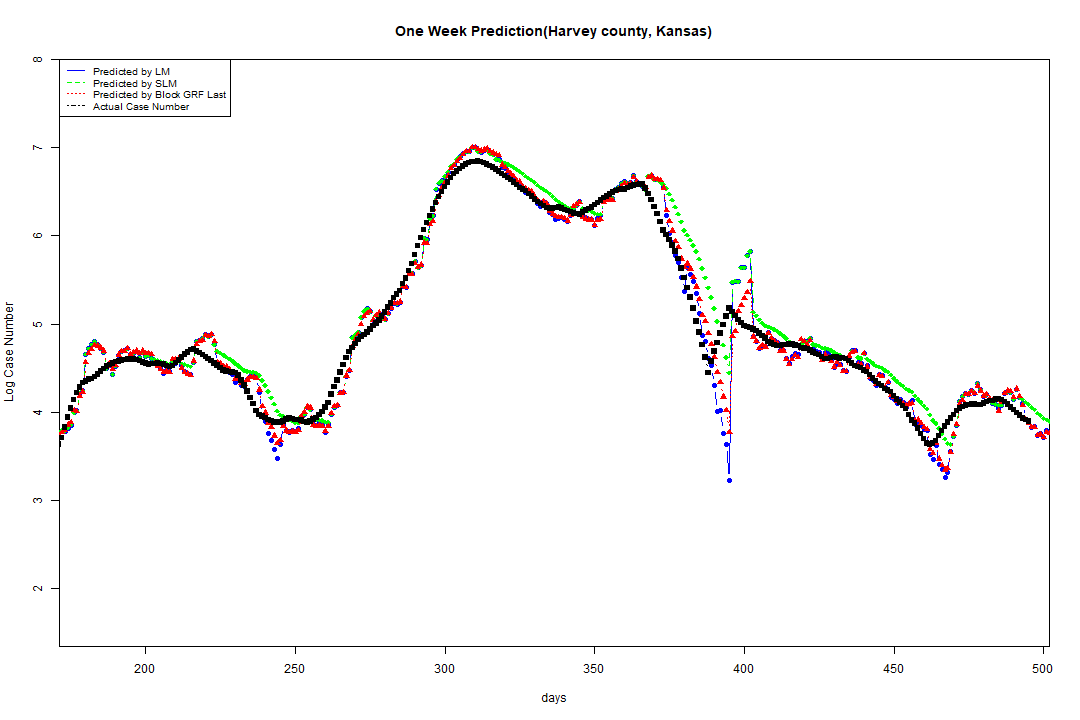 One Week Prediction(Harvey county, Kansas)
Predicted by LM
Predicted by SLM
Predicted by Block GRF Last
Actual Case Number
8
7
6
5
4
3
2
Log Case Number
200 250 300 350 400 450 500
days